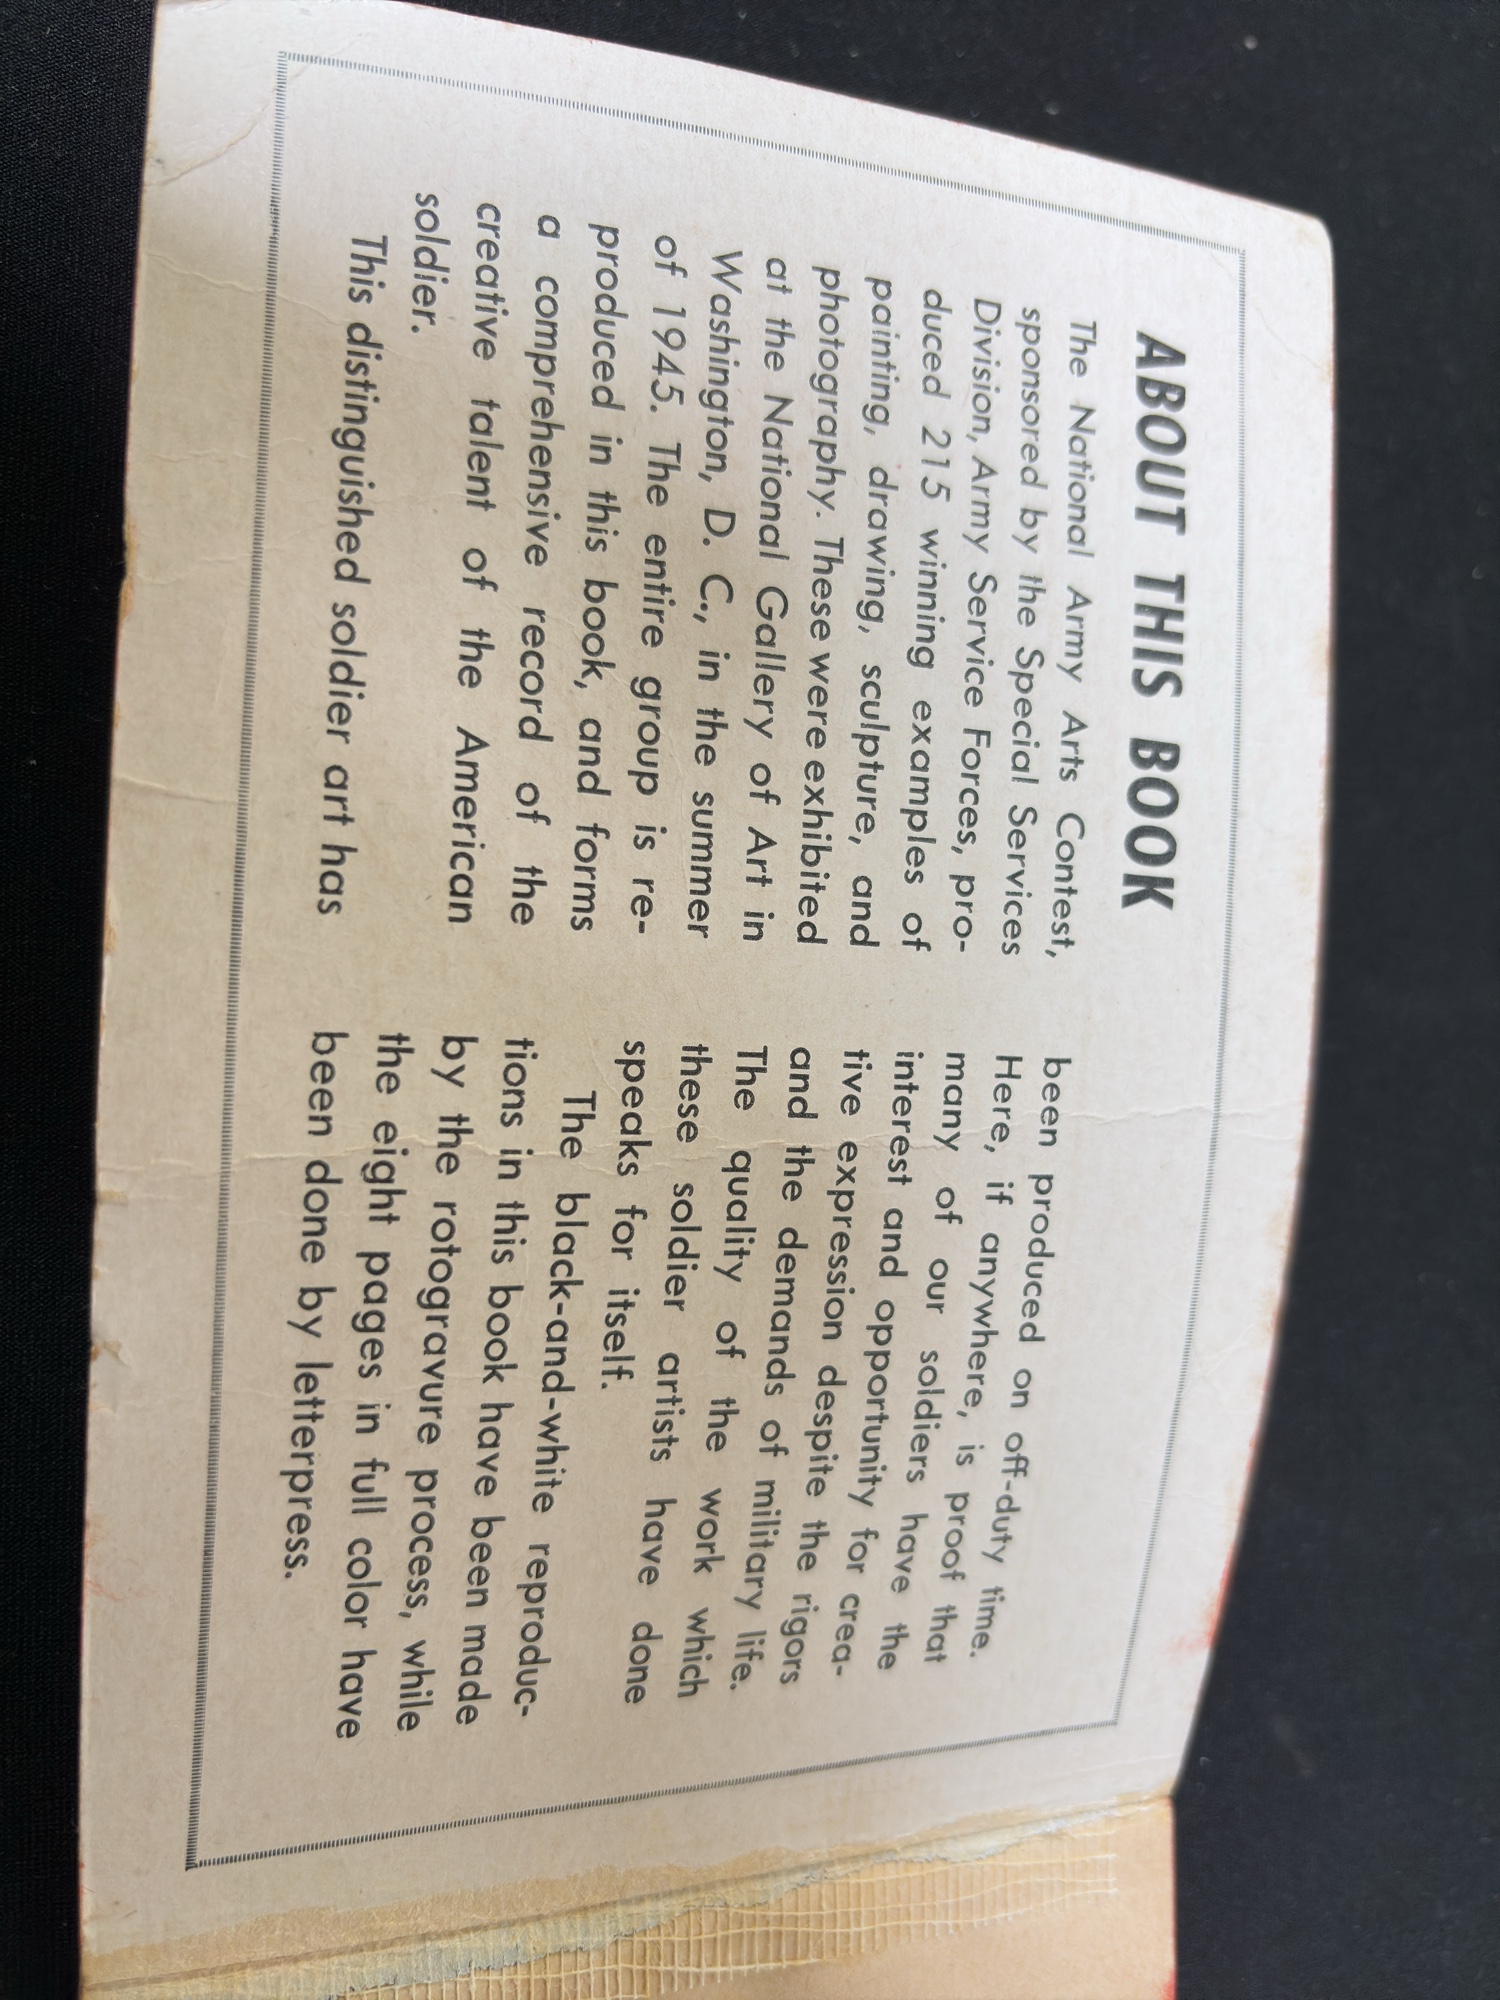 ABOUT THIS BOOK
The National Army Arts Contest,
sponsored by the Special Services
Division, Army Service Forces, pro-
duced 215 winning examples of
painting, drawing, sculpture, and
photography. These were exhibited
at the National Gallery of Art in
Washington, D. C., in the summer
of 1945. The entire group is re-
produced in this book, and forms
a comprehensive record of the
creative talent of the American
soldier.
This distinguished soldier art has
been produced on off-duty time.
Here, if anywhere, is proof that
many of our soldiers have the
interest and opportunity for crea-
tive expression despite the rigors
and the demands of military life.
The quality of the work which
these soldier artists have done
speaks for itself.
The black-and-white reproduc-
tions in this book have been made
by the rotogravure process, while
the eight pages in full color have
been done by letterpress.